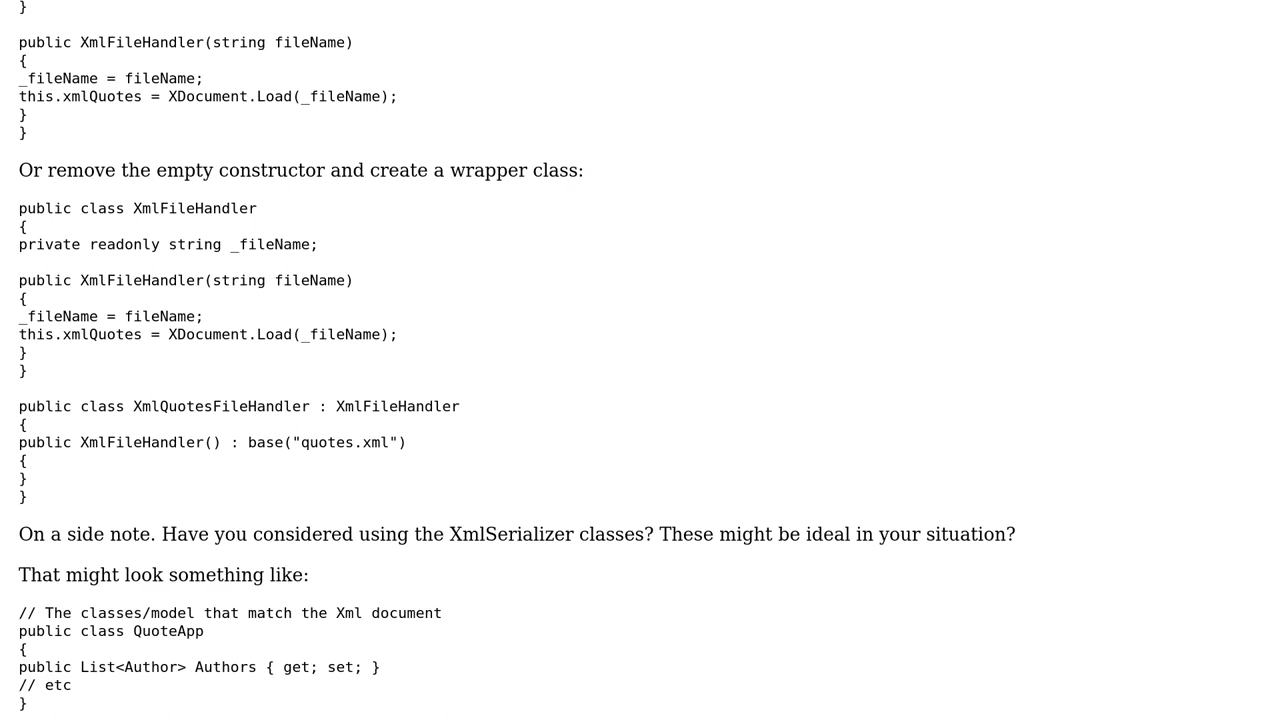 }
public XmlFileHandler(string fileName)
{
_fileName = fileName;
this.xmlQuotes = XDocument.Load(_fileName);
}
}
Or remove the empty constructor and create a wrapper class:
public class XmlFileHandler
{
private readonly string _fileName;
public XmlFileHandler(string fileName)
{
_fileName = fileName;
this.xmlQuotes = XDocument.Load(_fileName);
}
}
public class XmlQuotesFileHandler : XmlFileHandler
{
public XmlFileHandler() : base("quotes.xml")
{
}
}
On a side note. Have you considered using the XmlSerializer classes? These might be ideal in your situation?
That might look something like:
// The classes/model that match the Xml document
public class QuoteApp
{
public List<Author> Authors { get; set; }
// etc
}